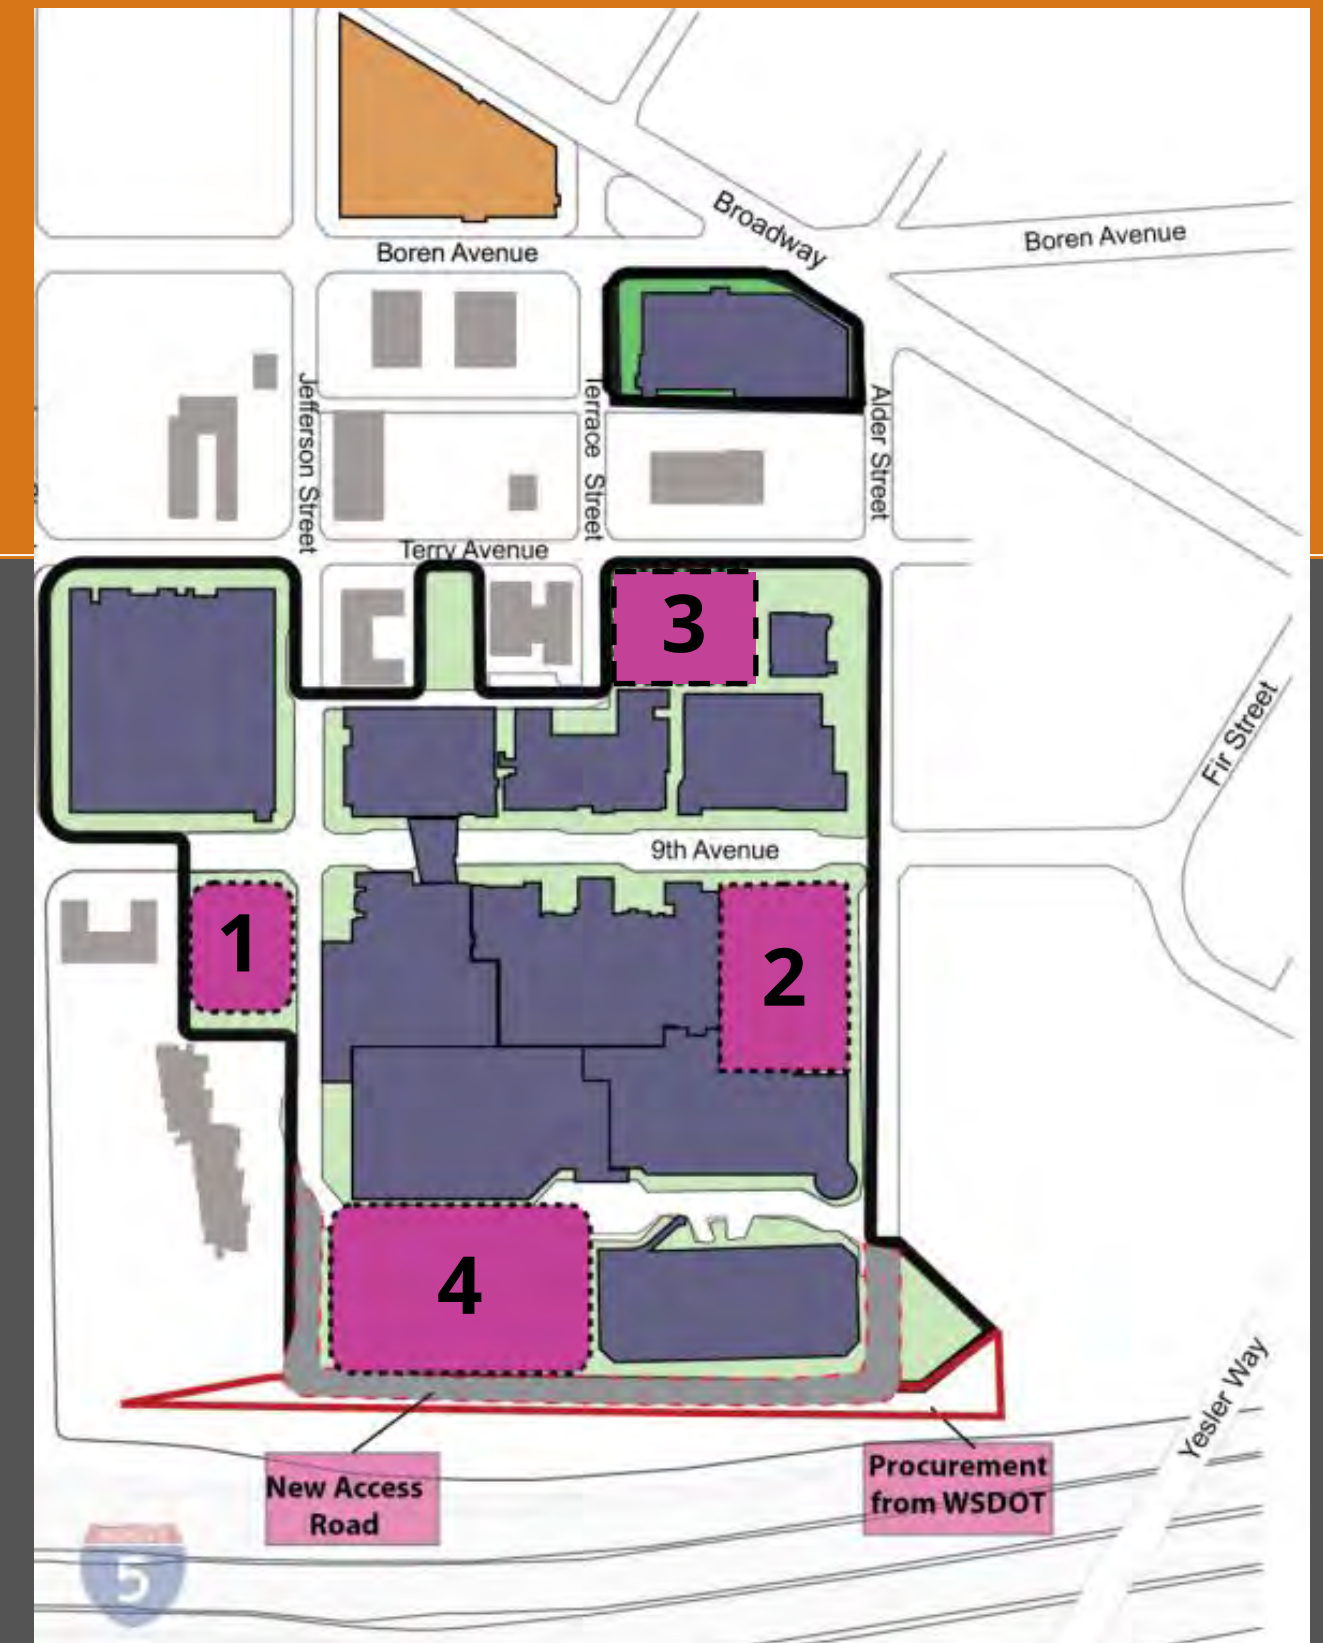 Broadway
Boren Avenue
Boren Avenue
Jefferson Street
Terrace Street
Alder Street
Terry Avenue
3
Fir Street
9th Avenue
1
2
4
Yesler Way
New Access
Road
Procurement
from WSDOT
5